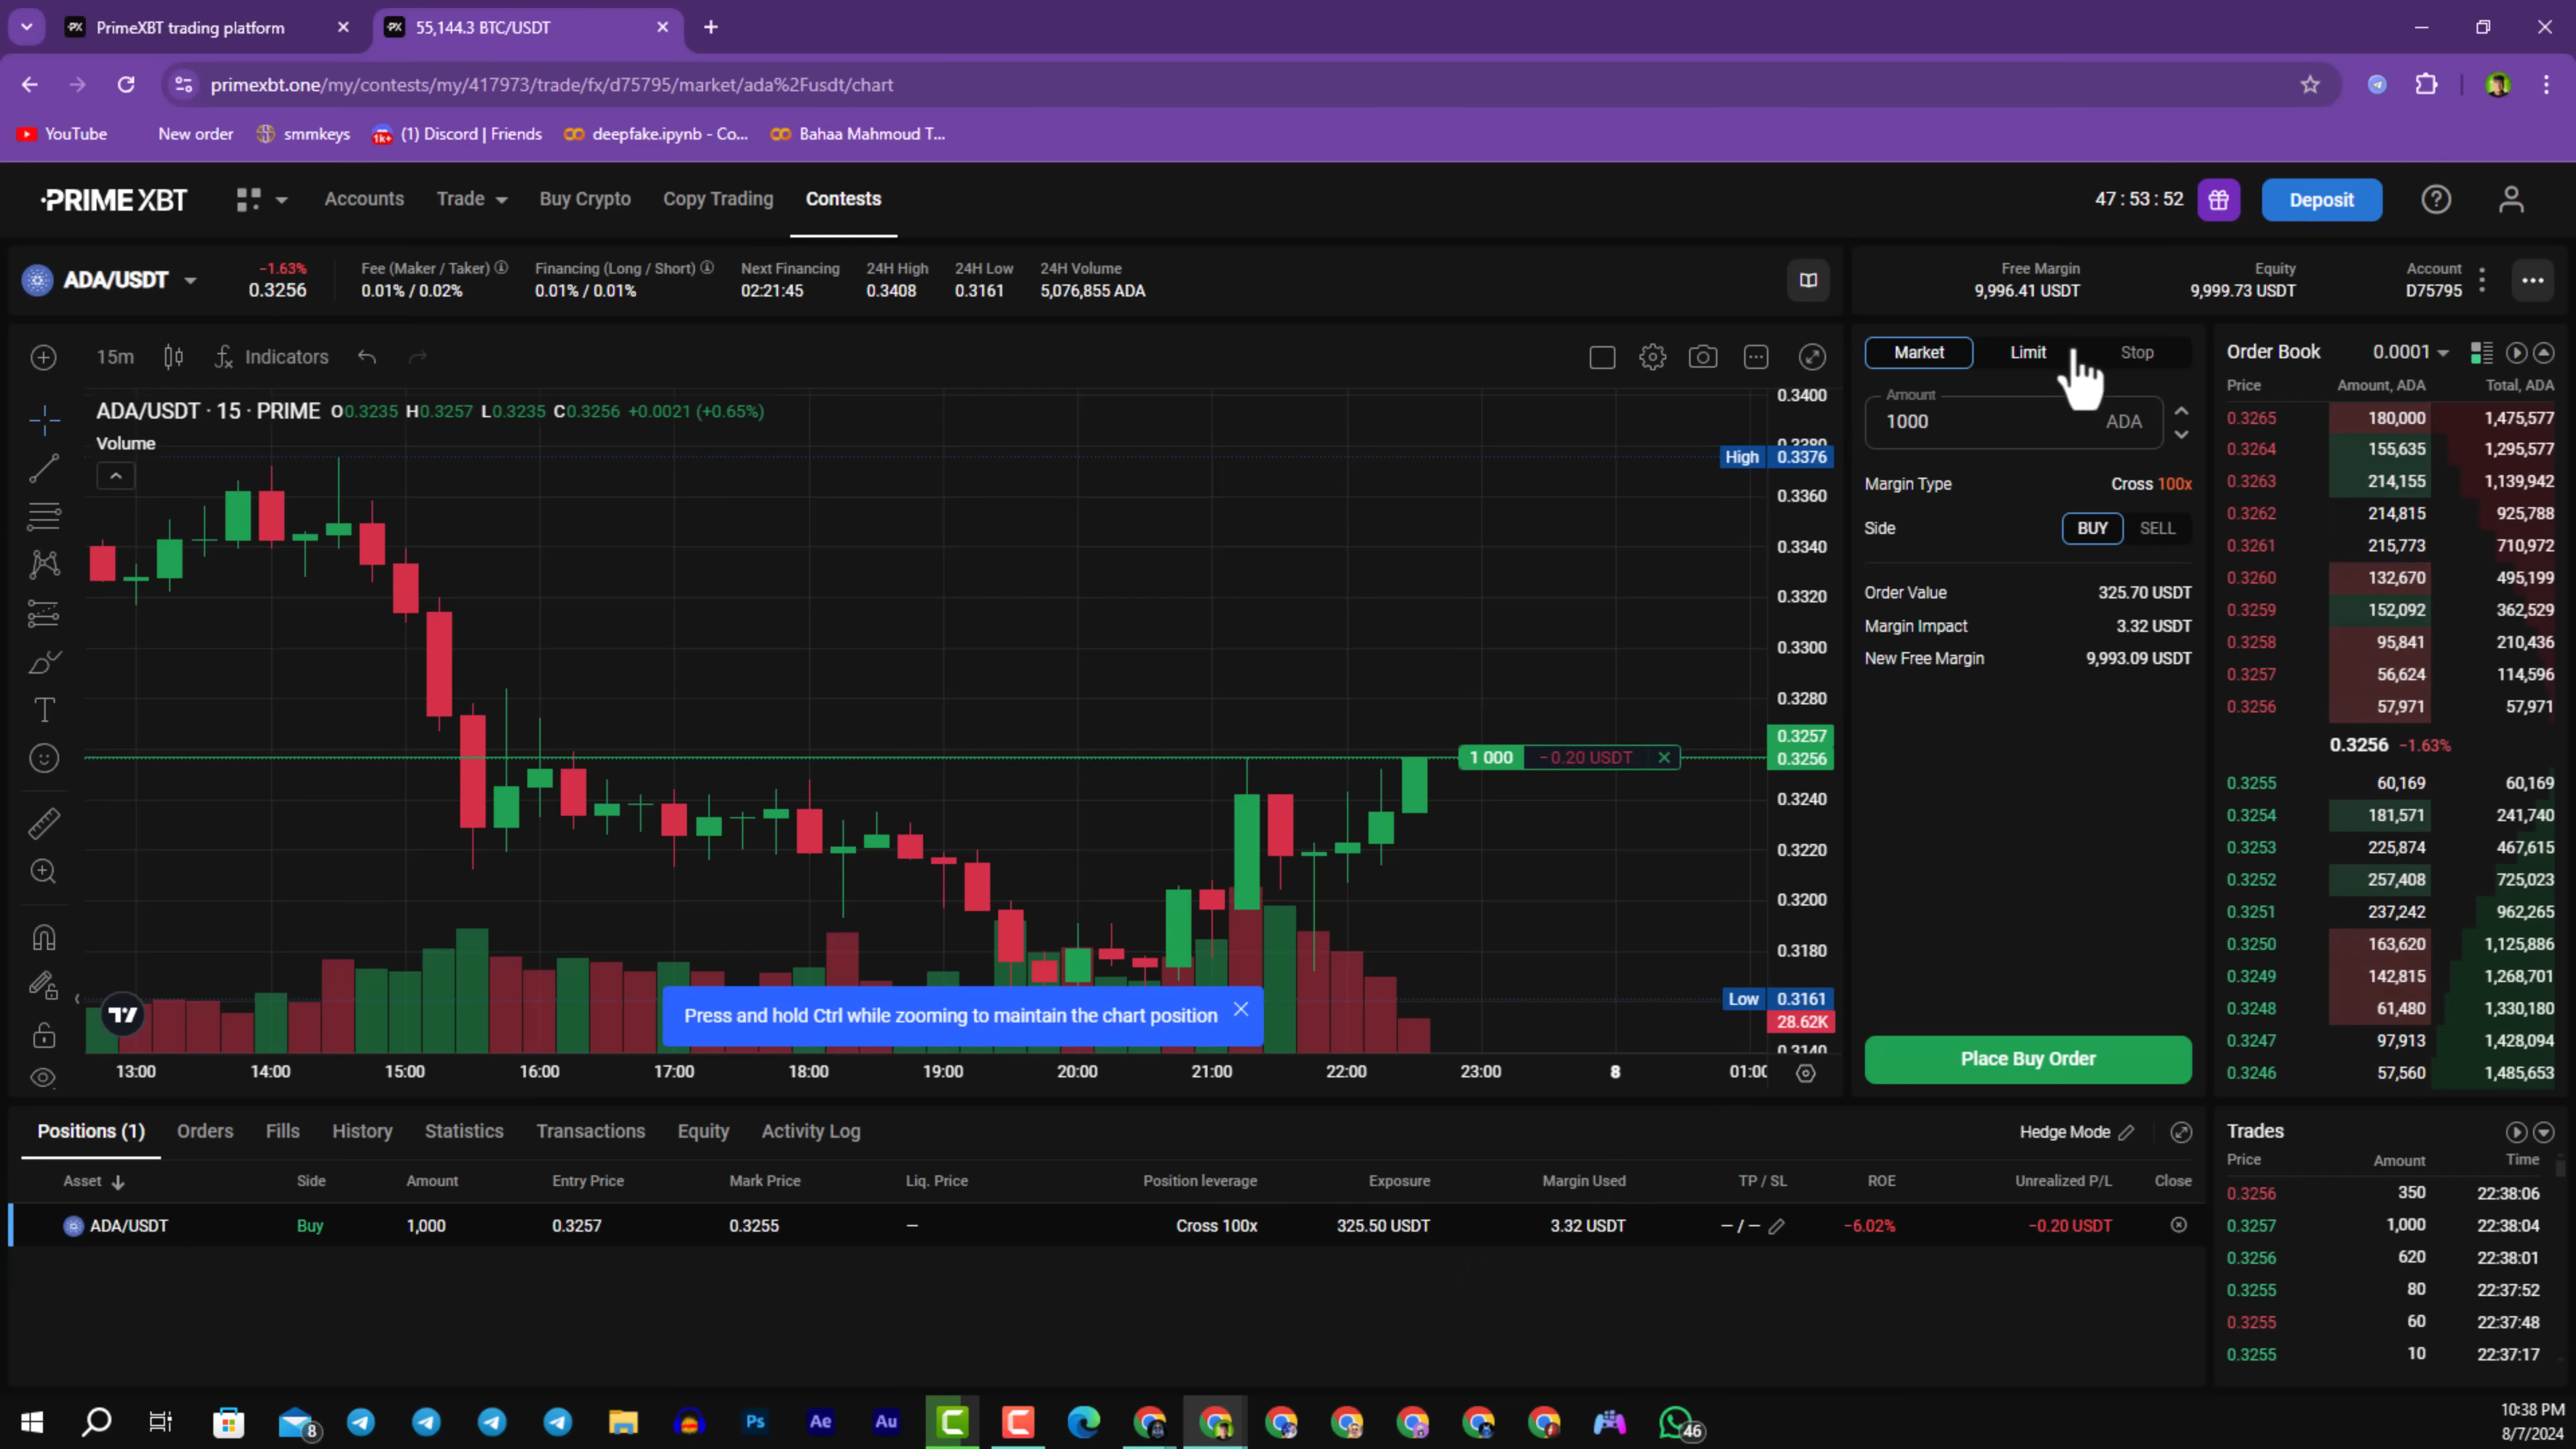 PrimeXBT trading platform
55,144.3 BTC/USDT
primexbt.one/my/contests/my/417973/trade/fx/d75795/market/ada%2Fusdt/chart
YouTube New order smmkeys 1k+ (1) Discord | Friends deepfake.ipynb - Co... Bahaa Mahmoud T...
PRIME XBT Accounts Trade Buy Crypto Copy Trading Contests 47 : 53 : 52 Deposit
ADA/USDT
-1.63%
0.3256
Fee (Maker / Taker)
0.01% / 0.02%
Financing (Long / Short)
0.01% / 0.01%
Next Financing
02:21:45
24H High
0.3408
24H Low
0.3161
24H Volume
5,076,855 ADA
Free Margin
9,996.41 USDT
Equity
9,999.73 USDT
Account
D75795
15m Indicators
ADA/USDT · 15 · PRIME O0.3235 H0.3257 L0.3235 C0.3256 +0.0021 (+0.65%)
Volume
0.3400
High 0.3376
0.3360
0.3340
0.3320
0.3300
0.3280
0.3257
1 000 -0.20 USDT 0.3256
0.3240
0.3220
0.3200
0.3180
Low 0.3161
28.62K
0.3140
Press and hold Ctrl while zooming to maintain the chart position
13:00 14:00 15:00 16:00 17:00 18:00 19:00 20:00 21:00 22:00 23:00 8 01:00
Market Limit Stop
Amount
1000 ADA
Margin Type Cross 100x
Side BUY SELL
Order Value 325.70 USDT
Margin Impact 3.32 USDT
New Free Margin 9,993.09 USDT
Place Buy Order
Order Book 0.0001
Price Amount, ADA Total, ADA
0.3265 180,000 1,475,577
0.3264 155,635 1,295,577
0.3263 214,155 1,139,942
0.3262 214,815 925,788
0.3261 215,773 710,972
0.3260 132,670 495,199
0.3259 152,092 362,529
0.3258 95,841 210,436
0.3257 56,624 114,596
0.3256 57,971 57,971
0.3256 -1.63%
0.3255 60,169 60,169
0.3254 181,571 241,740
0.3253 225,874 467,615
0.3252 257,408 725,023
0.3251 237,242 962,265
0.3250 163,620 1,125,886
0.3249 142,815 1,268,701
0.3248 61,480 1,330,180
0.3247 97,913 1,428,094
0.3246 57,560 1,485,653
Positions (1) Orders Fills History Statistics Transactions Equity Activity Log Hedge Mode
Asset Side Amount Entry Price Mark Price Liq. Price Position leverage Exposure Margin Used TP / SL ROE Unrealized P/L Close
ADA/USDT Buy 1,000 0.3257 0.3255 – Cross 100x 325.50 USDT 3.32 USDT – / – -6.02% -0.20 USDT
Trades
Price Amount Time
0.3256 350 22:38:06
0.3257 1,000 22:38:04
0.3256 620 22:38:01
0.3255 80 22:37:52
0.3255 60 22:37:48
0.3255 10 22:37:17
8 Ps Ae Au 46
10:38 PM
8/7/2024